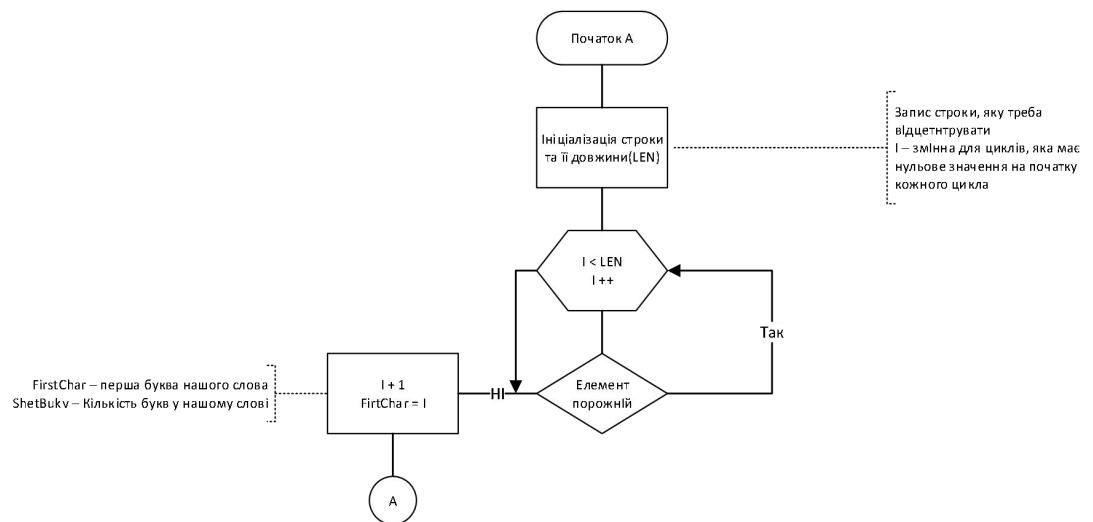 Початок А
Ініціалізація строки
та її довжини(LEN)
Запис строки, яку треба
відцетнтрувати
І – змінна для циклів, яка має
нульове значення на початку
кожного цикла
I < LEN
I ++
Так
Елемент
порожній
НІ
I + 1
FirtChar = I
FirstChar – перша буква нашого слова
ShetBukv – Кількість букв у нашому слові
А